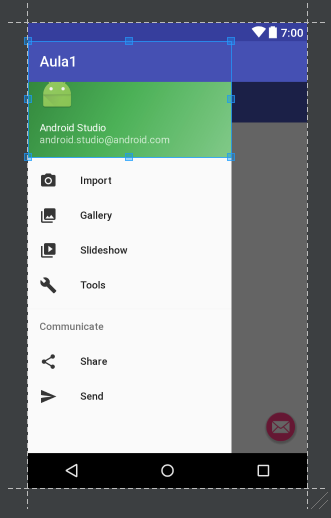 7:00
Aula1
Android Studio
android.studio@android.com
Import
Gallery
Slideshow
Tools
Communicate
Share
Send